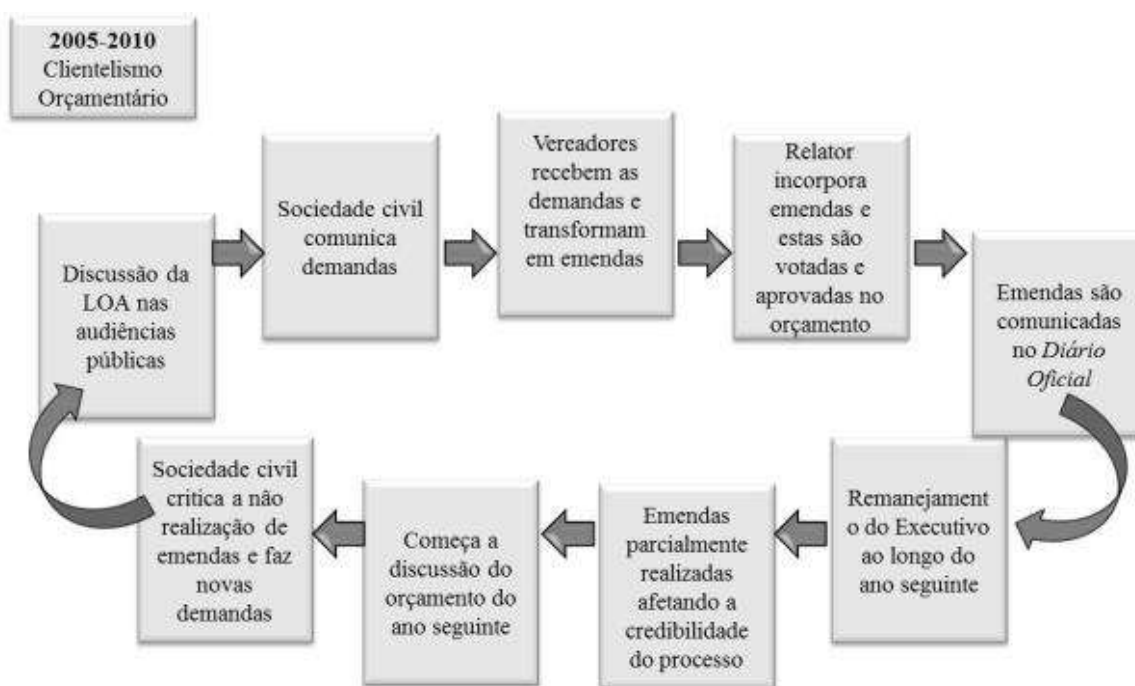 2005-2010
Clientelismo
Orçamentário
Discussão da
LOA nas
audiências
públicas
Sociedade civil
comunica
demandas
Vereadores
recebem as
demandas e
transformam
em emendas
Relator
incorpora
emendas e
estas são
votadas e
aprovadas no
orçamento
Emendas são
comunicadas
no Diário
Oficial
Remanejament
o do Executivo
ao longo do
ano seguinte
Emendas
parcialmente
realizadas
afetando a
credibilidade
do processo
Começa a
discussão do
orçamento do
ano seguinte
Sociedade civil
critica a não
realização de
emendas e faz
novas
demandas